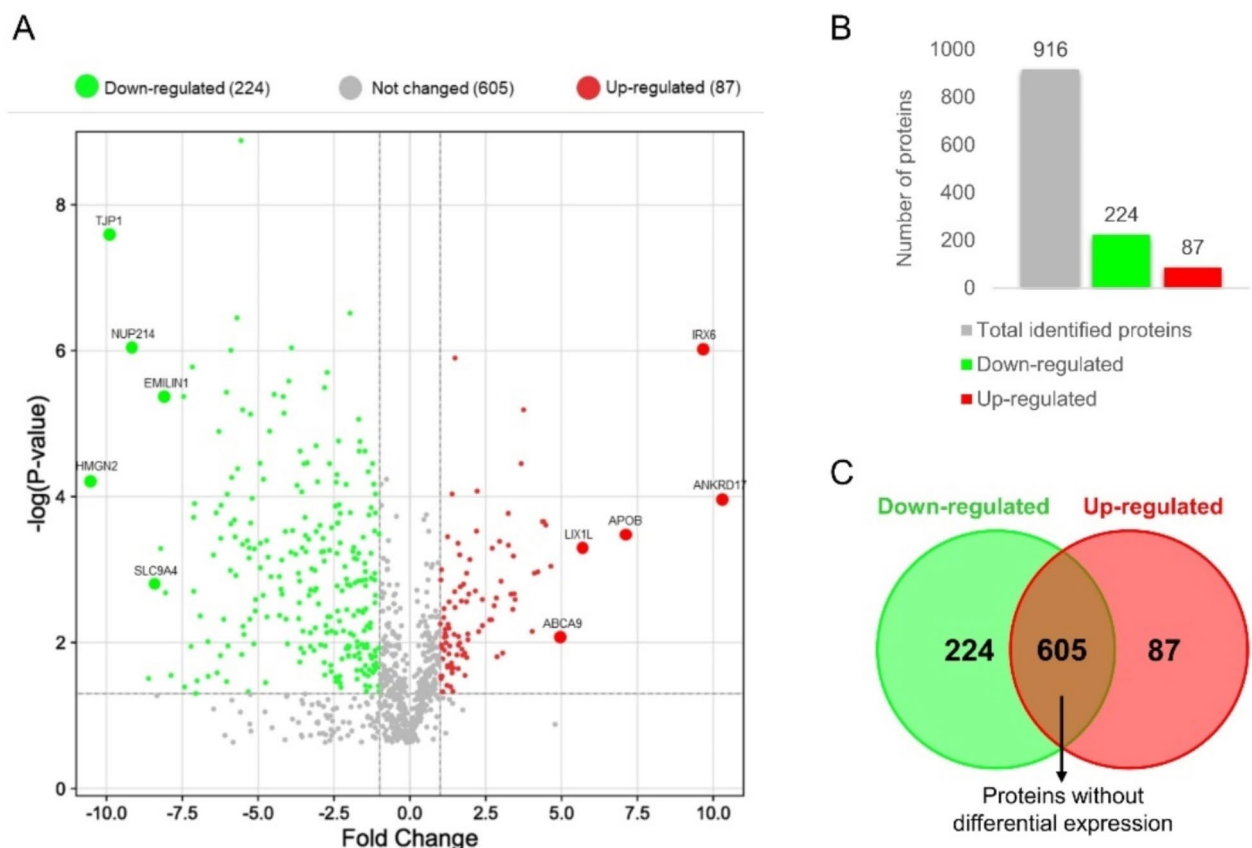 A
Down-regulated (224) Not changed (605) Up-regulated (87)
-log(P-value)
8
6
4
2
0
TJP1
NUP214
EMILIN1
HMGN2
SLC9A4
IRX6
ANKRD17
APOB
LIX1L
ABCA9
-10.0 -7.5 -5.0 -2.5 0.0 2.5 5.0 7.5 10.0
Fold Change
B
Number of proteins
1000
800
600
400
200
0
916
224
87
Total identified proteins
Down-regulated
Up-regulated
C
Down-regulated Up-regulated
224 605 87
Proteins without
differential expression